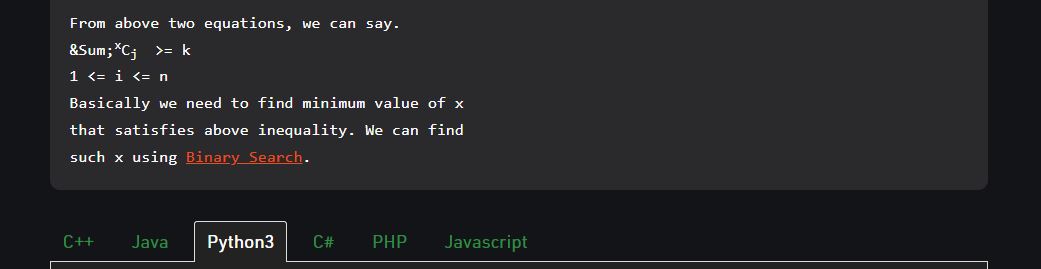 From above two equations, we can say.
&Sum;ˣCⱼ >= k
1 <= i <= n
Basically we need to find minimum value of x
that satisfies above inequality. We can find
such x using Binary Search.
C++ Java Python3 C# PHP Javascript